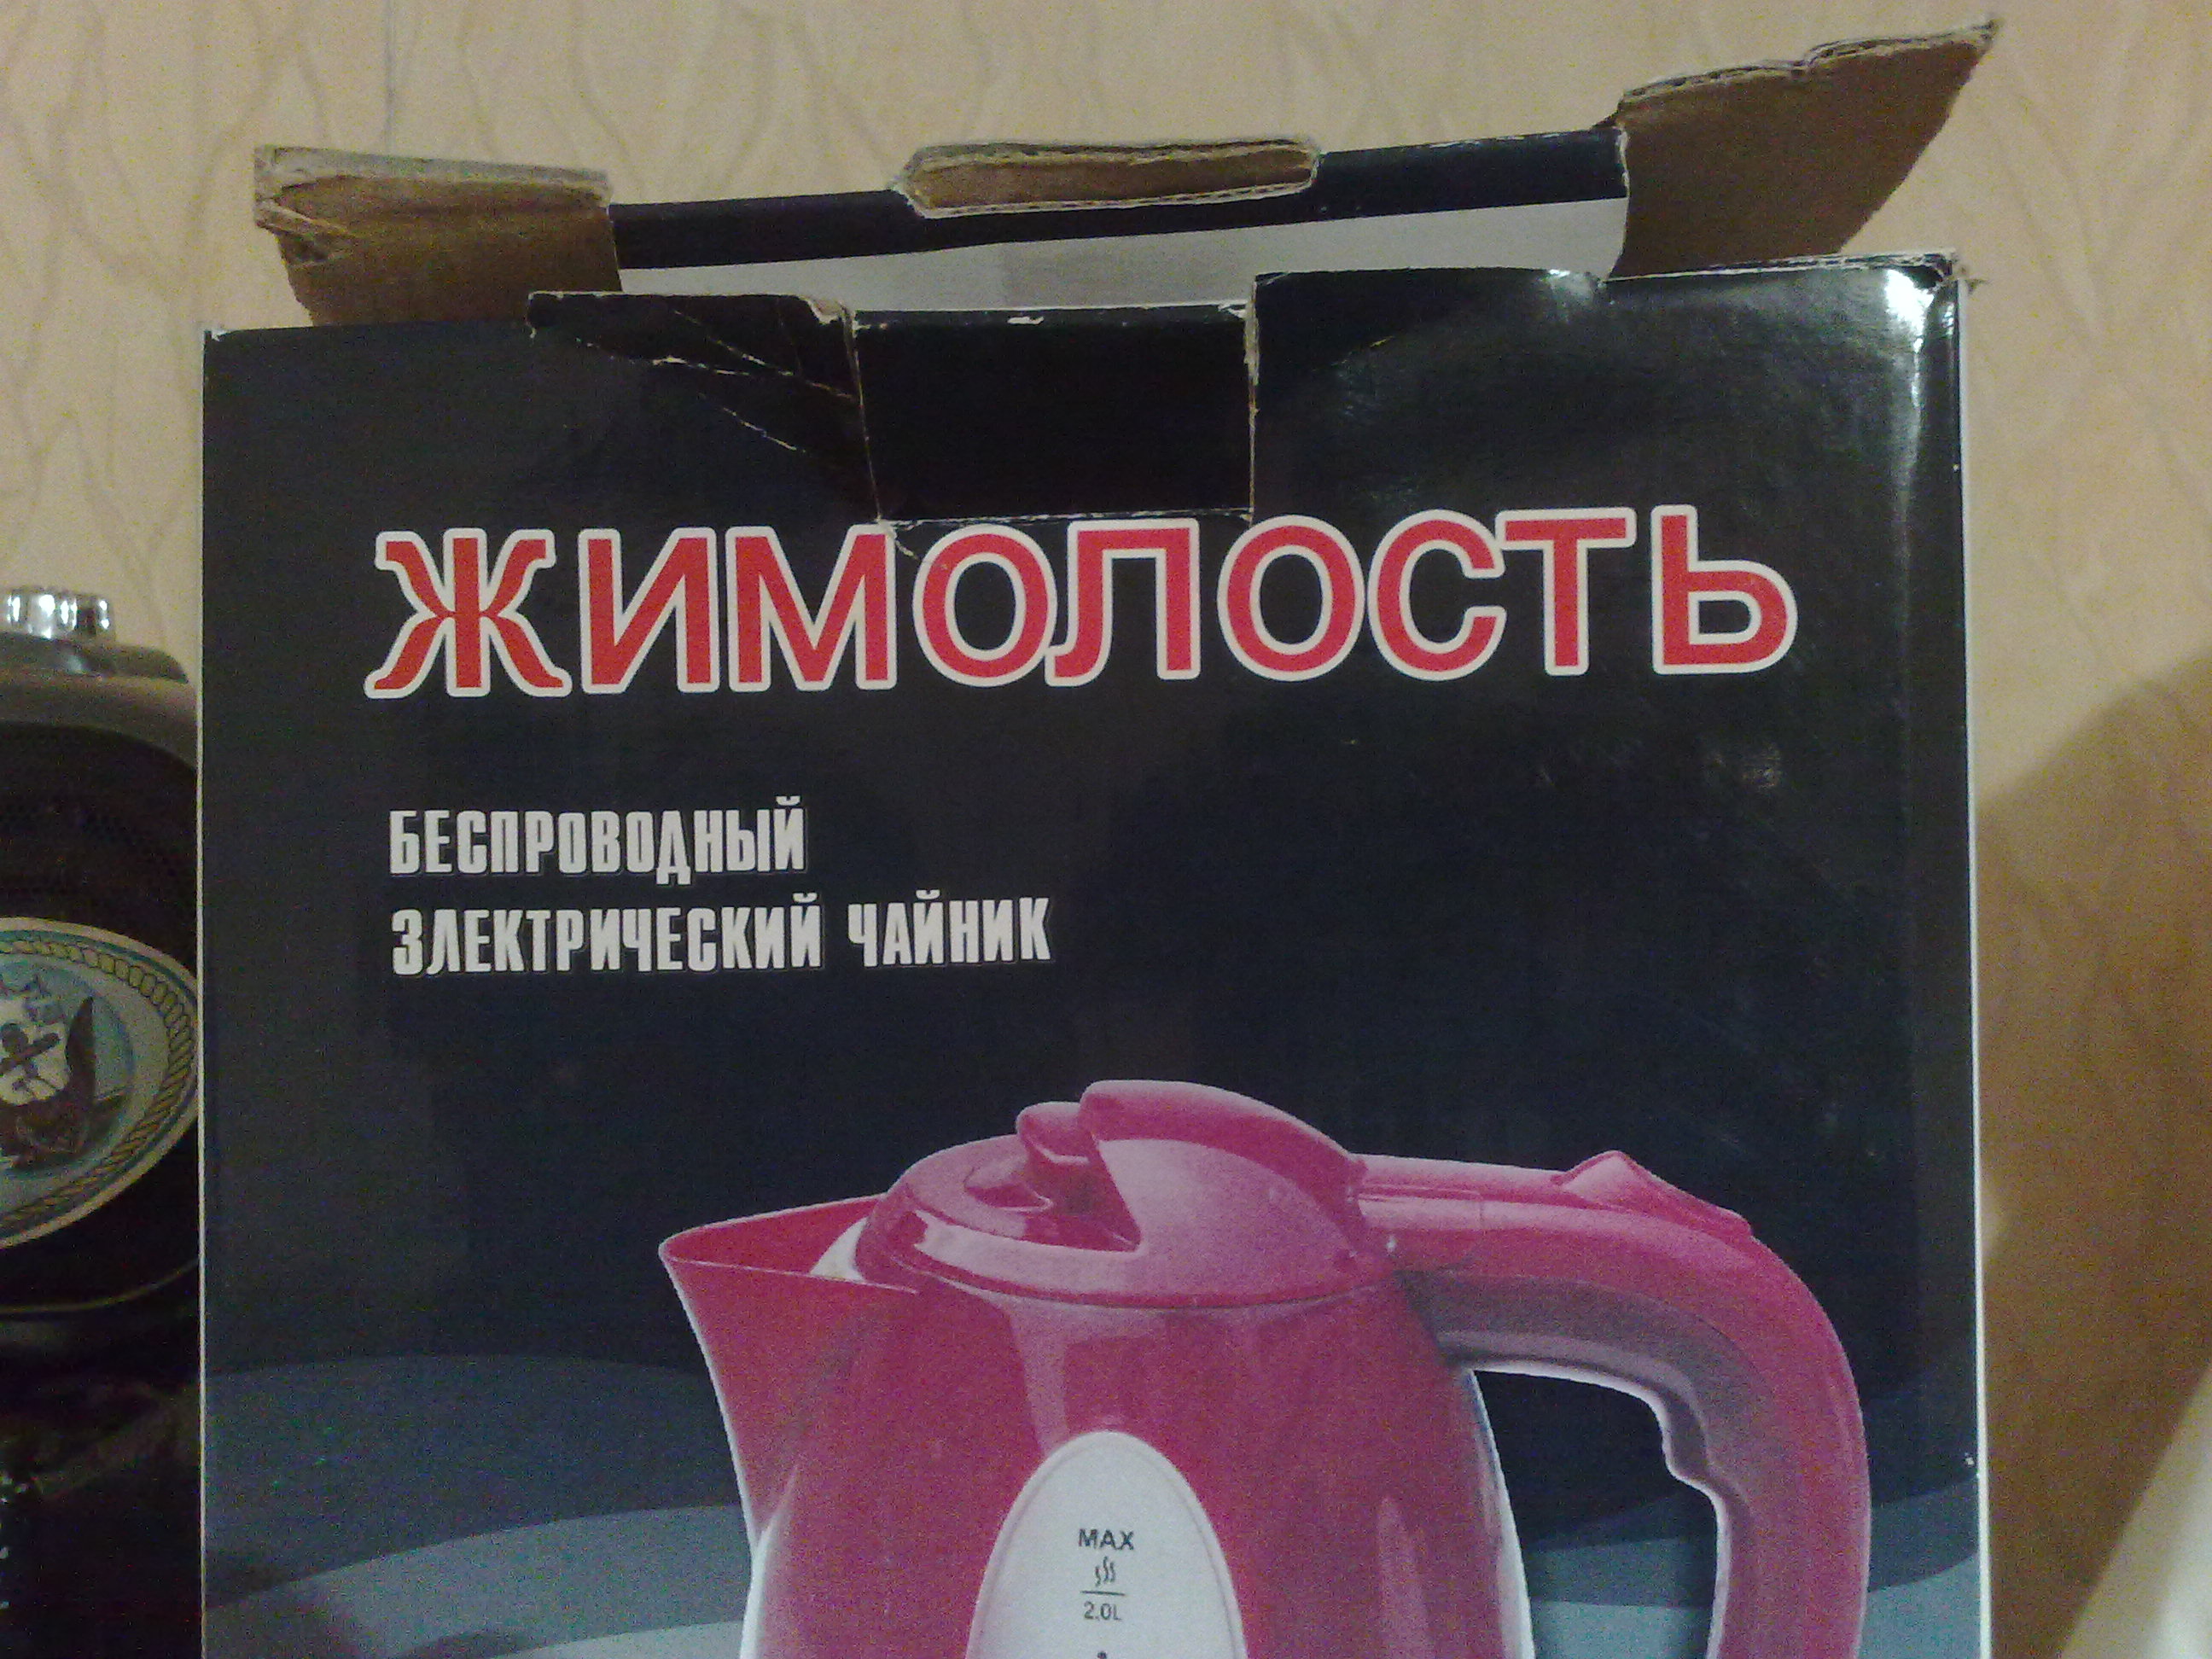 ЖИМОЛОСТЬ
БЕСПРОВОДНЫЙ
ЭЛЕКТРИЧЕСКИЙ ЧАЙНИК
MAX
2.0L